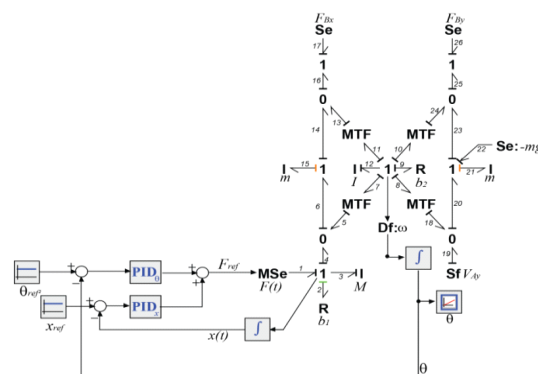 F_Bx F_By
Se Se
17 26
1 1
16 25
0 0
13 24
MTF MTF
14 11 10 23
22 Se:-mg
I 15 1 I 12 1 9 R 1 21 I
m I b₂ m
7 8
6 MTF MTF 20
5 18
0 Df:ω 0
4 ∫ 19
F_ref MSe 1 1 3 I Sf V_Ay
θ_ref PID_θ F(t) M
2
x_ref PID_x R θ
x(t) ∫ b₁
θ